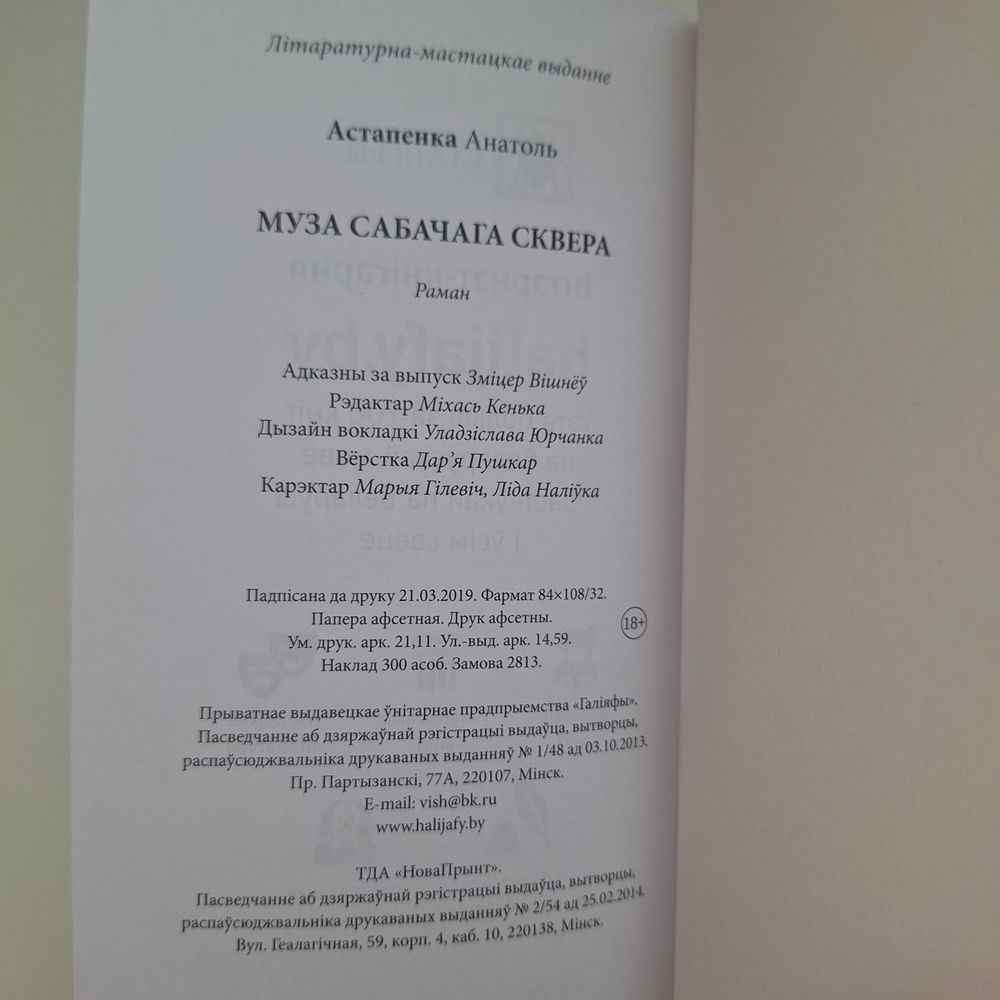 Літаратурна-мастацкае выданне
Астапенка Анатоль
МУЗА САБАЧАГА СКВЕРА
Раман
Адказны за выпуск Зміцер Вішнёў
Рэдактар Міхась Кенька
Дызайн вокладкі Уладзіслава Юрчанка
Вёрстка Дар’я Пушкар
Карэктар Марыя Гілевіч, Ліда Наліўка
Падпісана да друку 21.03.2019. Фармат 84×108/32.
Папера афсетная. Друк афсетны.
Ум. друк. арк. 21,11. Ул.-выд. арк. 14,59.
Наклад 300 асоб. Замова 2813.
18+
Прыватнае выдавецкае ўнітарнае прадпрыемства «Галіяфы».
Пасведчанне аб дзяржаўнай рэгістрацыі выдаўца, вытворцы,
распаўсюджвальніка друкаваных выданняў № 1/48 ад 03.10.2013.
Пр. Партызанскі, 77А, 220107, Мінск.
E-mail: vish@bk.ru
www.halijafy.by
ТДА «НоваПрынт».
Пасведчанне аб дзяржаўнай рэгістрацыі выдаўца, вытворцы,
распаўсюджвальніка друкаваных выданняў № 2/54 ад 25.02.2014.
Вул. Геалагічная, 59, корп. 4, каб. 10, 220138, Мінск.